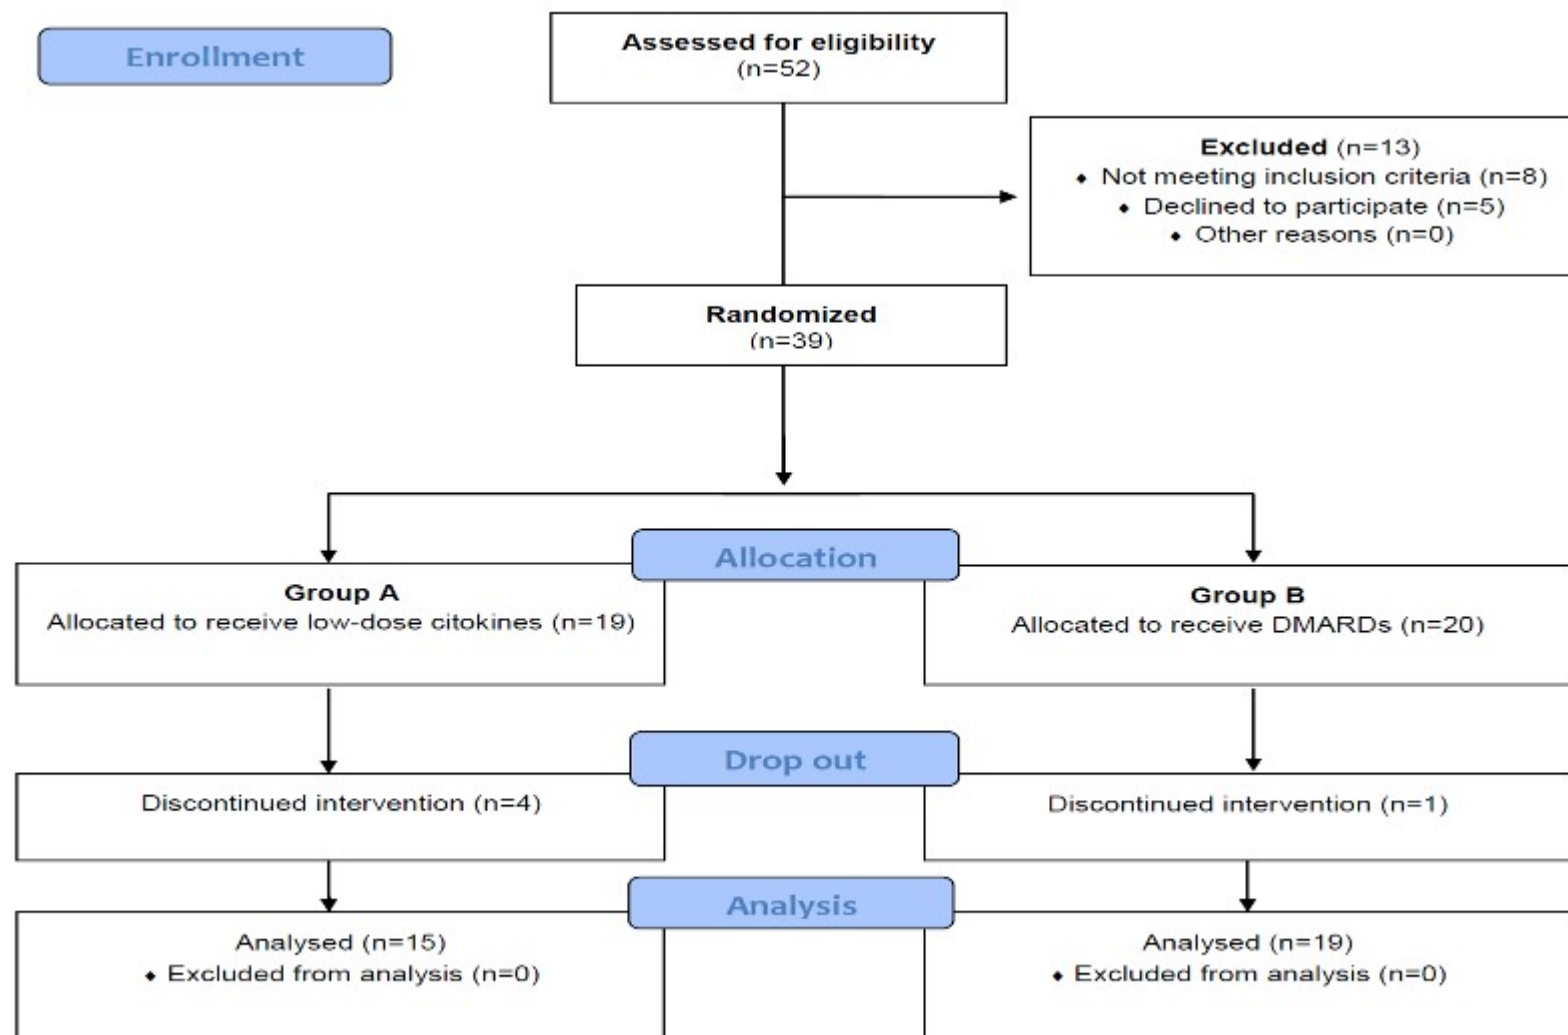 Enrollment
Assessed for eligibility
(n=52)
Excluded (n=13)
⬥ Not meeting inclusion criteria (n=8)
⬥ Declined to participate (n=5)
⬥ Other reasons (n=0)
Randomized
(n=39)
Allocation
Group A
Allocated to receive low-dose citokines (n=19)
Group B
Allocated to receive DMARDs (n=20)
Drop out
Discontinued intervention (n=4)
Discontinued intervention (n=1)
Analysis
Analysed (n=15)
⬥ Excluded from analysis (n=0)
Analysed (n=19)
⬥ Excluded from analysis (n=0)